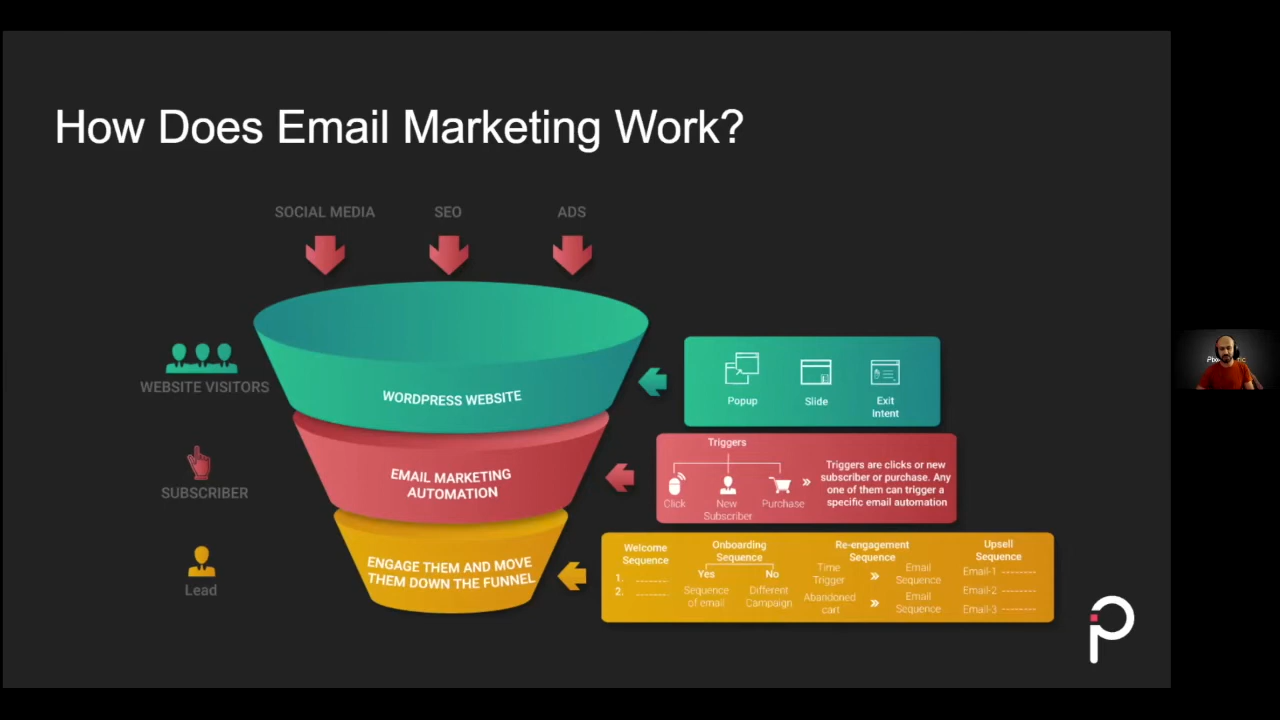 How Does Email Marketing Work?
SOCIAL MEDIA
SEO
ADS
WEBSITE VISITORS
WORDPRESS WEBSITE
Popup
Slide
Exit
Intent
SUBSCRIBER
EMAIL MARKETING
AUTOMATION
Triggers
Click
New
Subscriber
Purchase
Triggers are clicks or new
subscriber or purchase. Any
one of them can trigger a
specific email automation
Lead
ENGAGE THEM AND MOVE
THEM DOWN THE FUNNEL
Welcome
Sequence
1. -------
2. -------
Onboarding
Sequence
Yes
No
Sequence
of email
Different
Campaign
Re-engagement
Sequence
Time
Trigger
Email
Sequence
Abandoned
cart
Email
Sequence
Upsell
Sequence
Email-1 --------
Email-2 --------
Email-3 --------